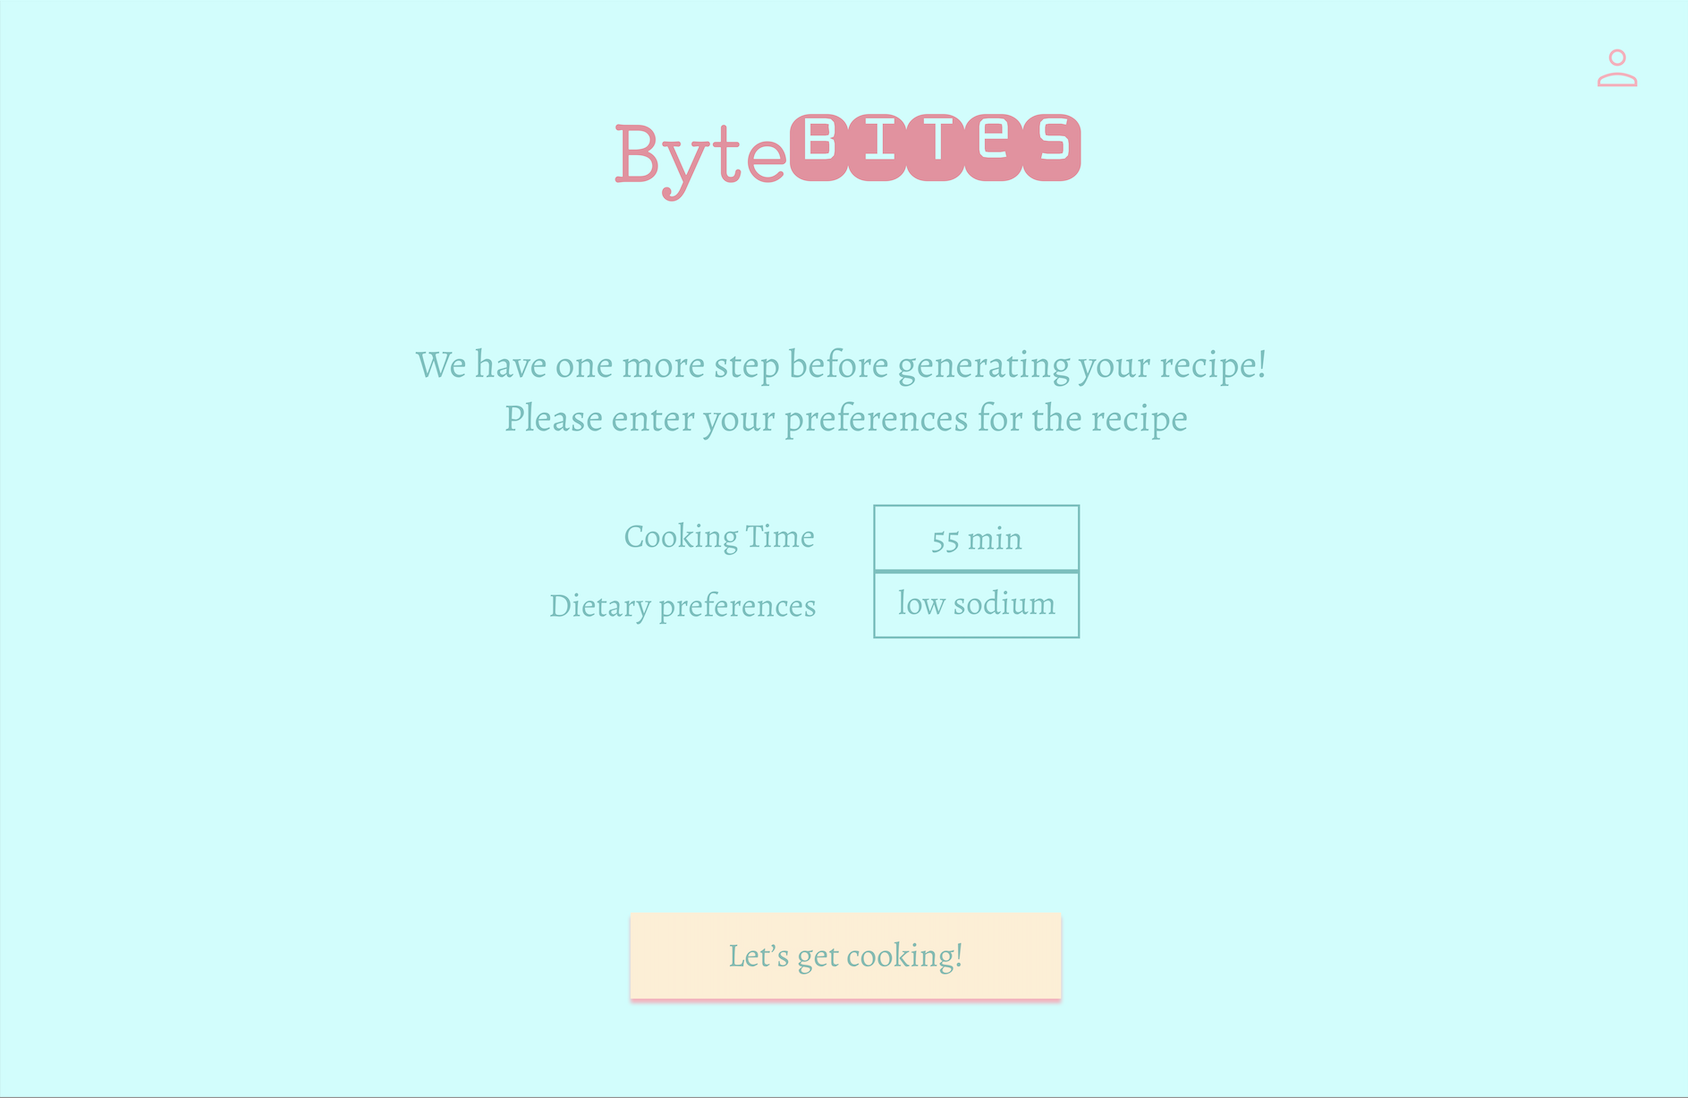 ByteBITeS
We have one more step before generating your recipe!
Please enter your preferences for the recipe
Cooking Time 55 min
Dietary preferences low sodium
Let’s get cooking!